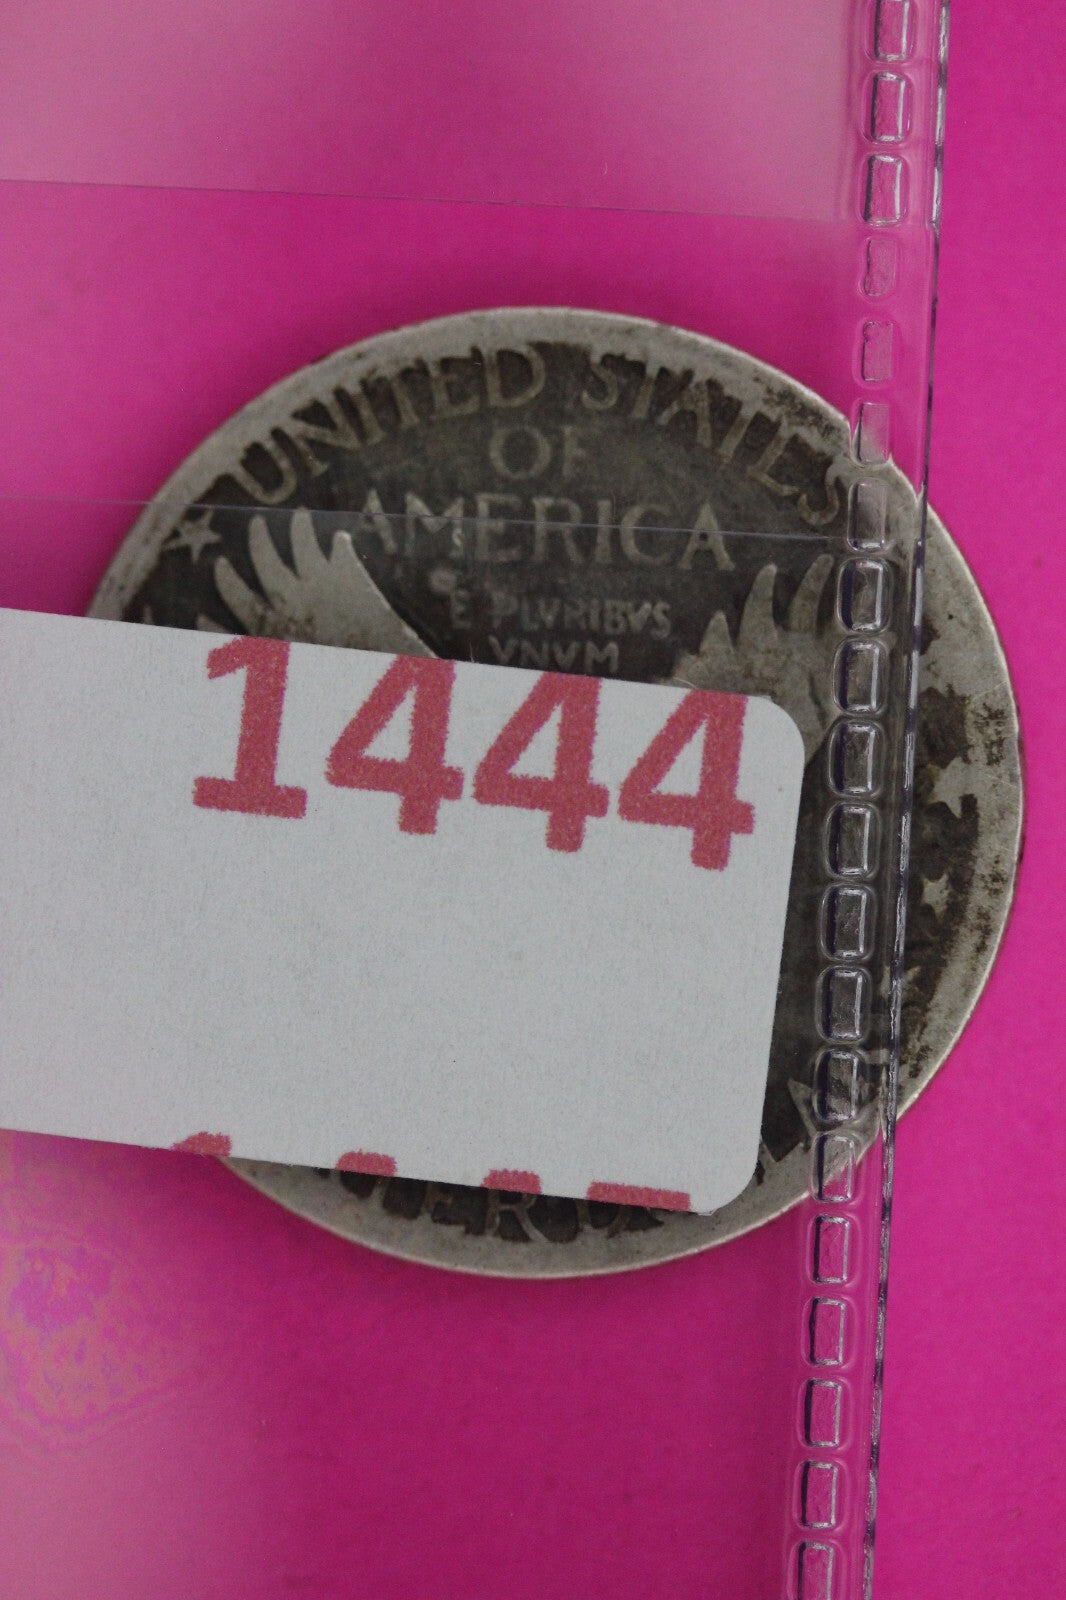 UNITED STATES
OF
AMERICA
E PLVRIBVS
VNVM
1444